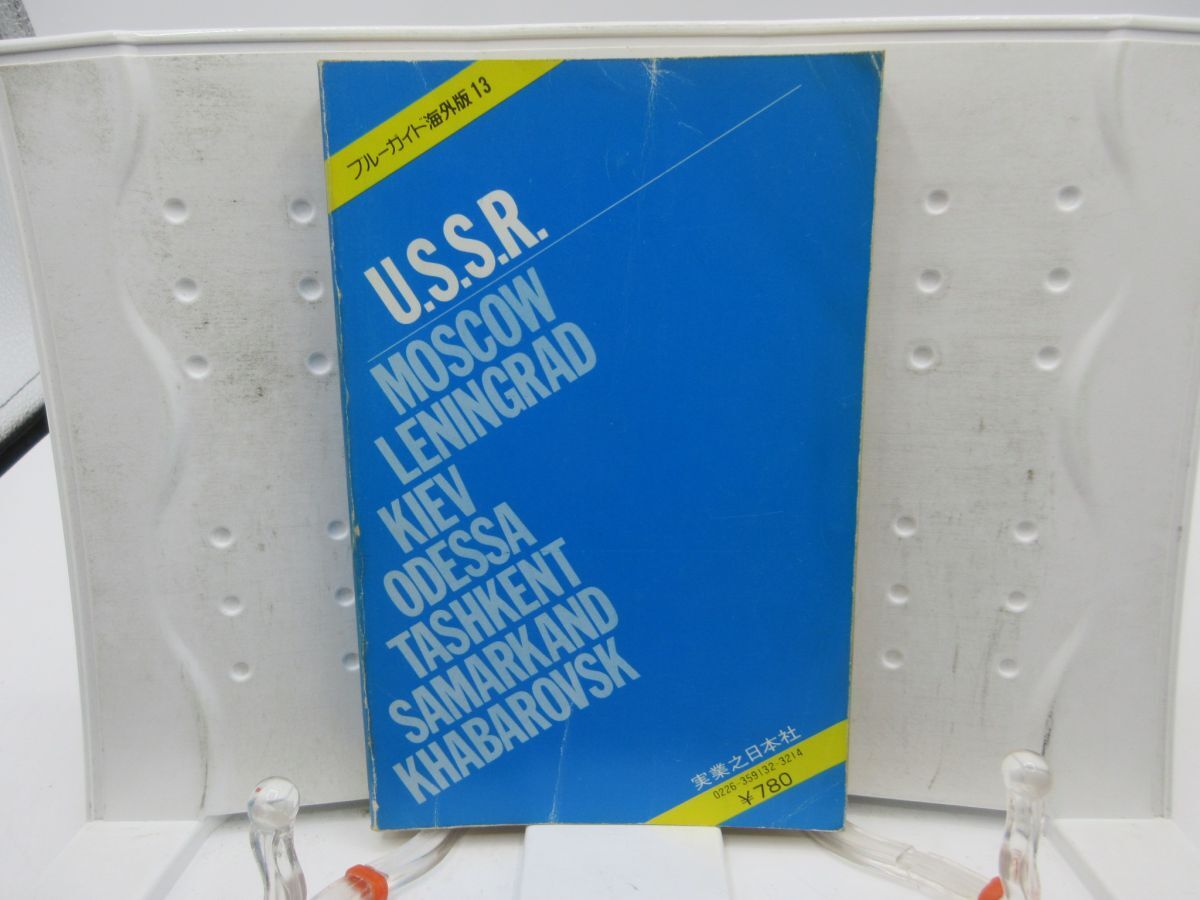 ブルーガイド海外版 13
U.S.S.R.
MOSCOW
LENINGRAD
KIEV
ODESSA
TASHKENT
SAMARKAND
KHABAROVSK
実業之日本社
0226-359132-3214
¥780